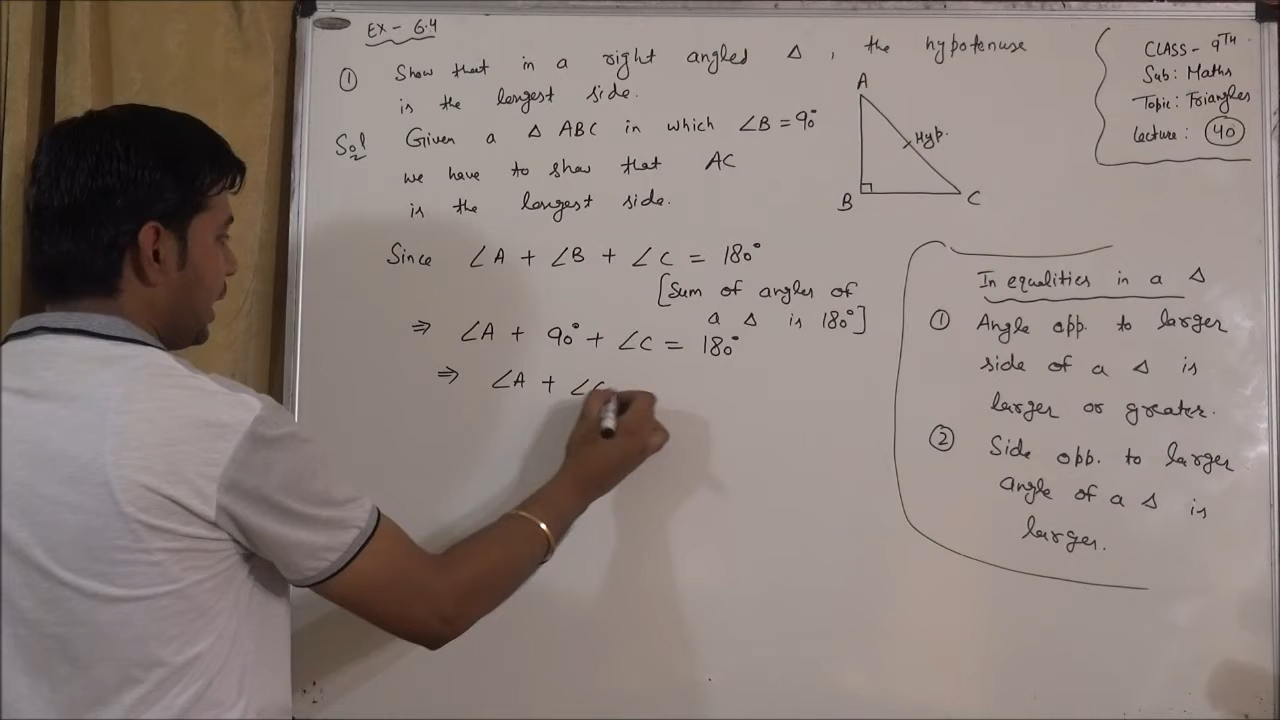 Ex - 6.4
① Show that in a right angled Δ, the hypotenuse
is the longest side.
Sol Given a Δ ABC in which ∠B = 90°
we have to show that AC
is the longest side.
Since ∠A + ∠B + ∠C = 180°
[Sum of angles of
a Δ is 180°]
⇒ ∠A + 90° + ∠C = 180°
⇒ ∠A + ∠C
A
Hyp.
B
C
CLASS - 9TH
Sub: Maths
Topic: Triangles
Lecture: 40
In equalities in a Δ
① Angle opp. to larger
side of a Δ is
larger or greater.
② Side opp. to larger
angle of a Δ is
larger.